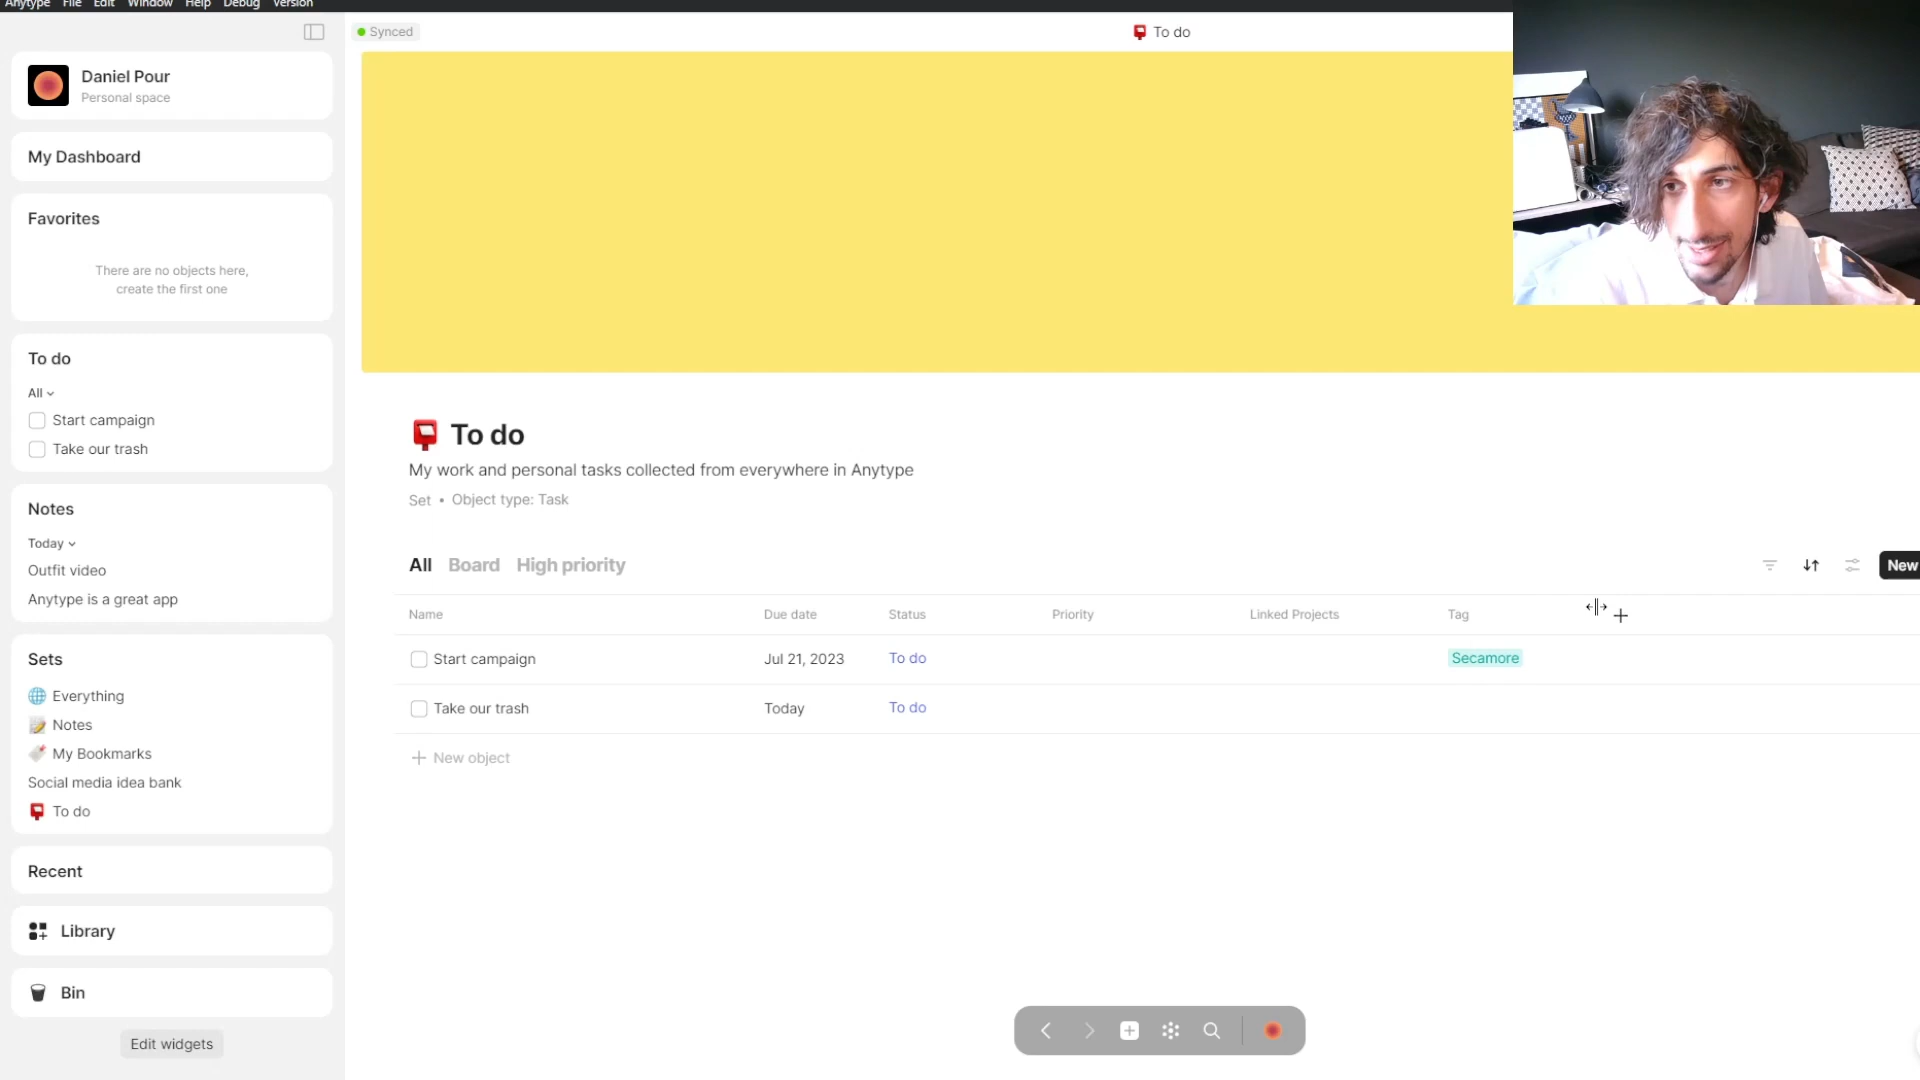 Anytype File Edit Window Help Debug Version
Synced
To do
Daniel Pour
Personal space
My Dashboard
Favorites
There are no objects here,
create the first one
To do
All
Start campaign
Take our trash
Notes
Today
Outfit video
Anytype is a great app
Sets
Everything
Notes
My Bookmarks
Social media idea bank
To do
Recent
Library
Bin
Edit widgets
To do
My work and personal tasks collected from everywhere in Anytype
Set • Object type: Task
All Board High priority
New
Name Due date Status Priority Linked Projects Tag
Start campaign Jul 21, 2023 To do Secamore
Take our trash Today To do
New object